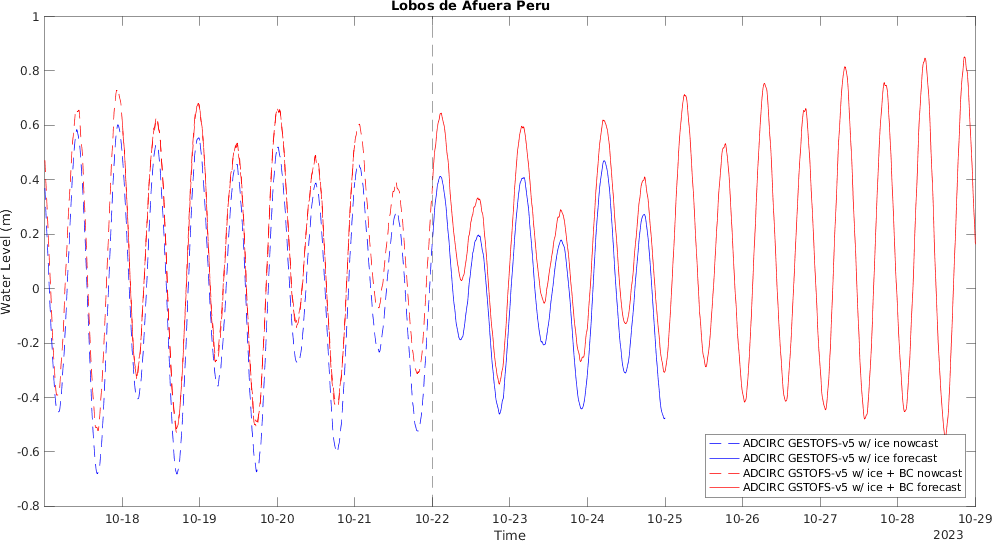 Lobos de Afuera Peru
1
0.8
0.6
0.4
0.2
0
-0.2
-0.4
-0.6
-0.8
Water Level (m)
ADCIRC GESTOFS-v5 w/ ice nowcast
ADCIRC GESTOFS-v5 w/ ice forecast
ADCIRC GSTOFS-v5 w/ ice + BC nowcast
ADCIRC GSTOFS-v5 w/ ice + BC forecast
10-18 10-19 10-20 10-21 10-22 10-23 10-24 10-25 10-26 10-27 10-28 10-29
Time
2023